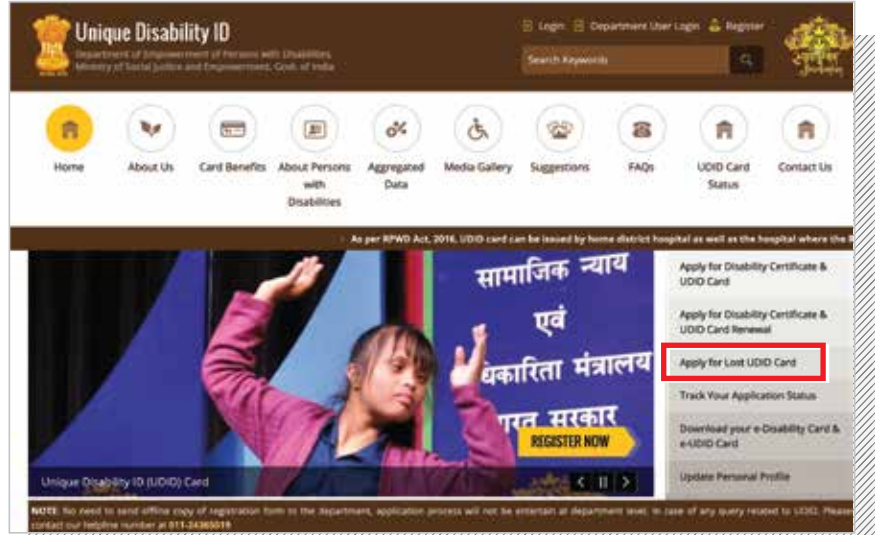 Unique Disability ID
Department of Empowerment of Persons with Disabilities,
Ministry of Social Justice and Empowerment, Govt. of India
Login
Department User Login
Register
Search Keywords
Home
About Us
Card Benefits
About Persons
with
Disabilities
Aggregated
Data
Media Gallery
Suggestions
FAQs
UDID Card
Status
Contact Us
As per RPWD Act, 2016, UDID card can be issued by home district hospital as well as the hospital where the
सामाजिक न्याय
एवं
धकारिता मंत्रालय
रत सरकार
REGISTER NOW
Unique Disability ID (UDID) Card
Apply for Disability Certificate &
UDID Card
Apply for Disability Certificate &
UDID Card Renewal
Apply for Lost UDID Card
Track Your Application Status
Download your e-Disability Card &
e-UDID Card
Update Personal Profile
NOTE: No need to send offline copy of registration form to the department, application process will not be entertain at department level. In case of any query related to UDID. Please
contact our helpline number at 011-24365019